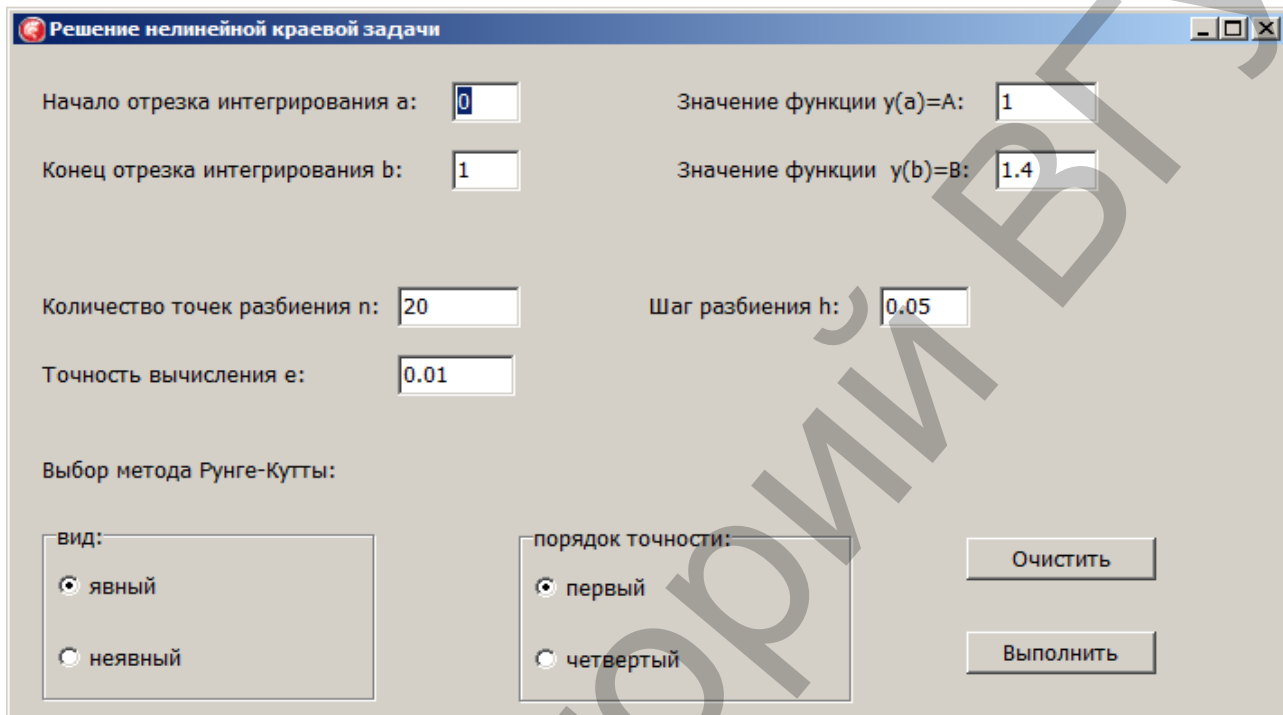 Решение нелинейной краевой задачи
Начало отрезка интегрирования a: 0 Значение функции y(a)=A: 1
Конец отрезка интегрирования b: 1 Значение функции y(b)=B: 1.4
Количество точек разбиения n: 20 Шаг разбиения h: 0.05
Точность вычисления e: 0.01
Выбор метода Рунге-Кутты:
вид: порядок точности:
явный первый Очистить
неявный четвертый Выполнить
орий ВГУ